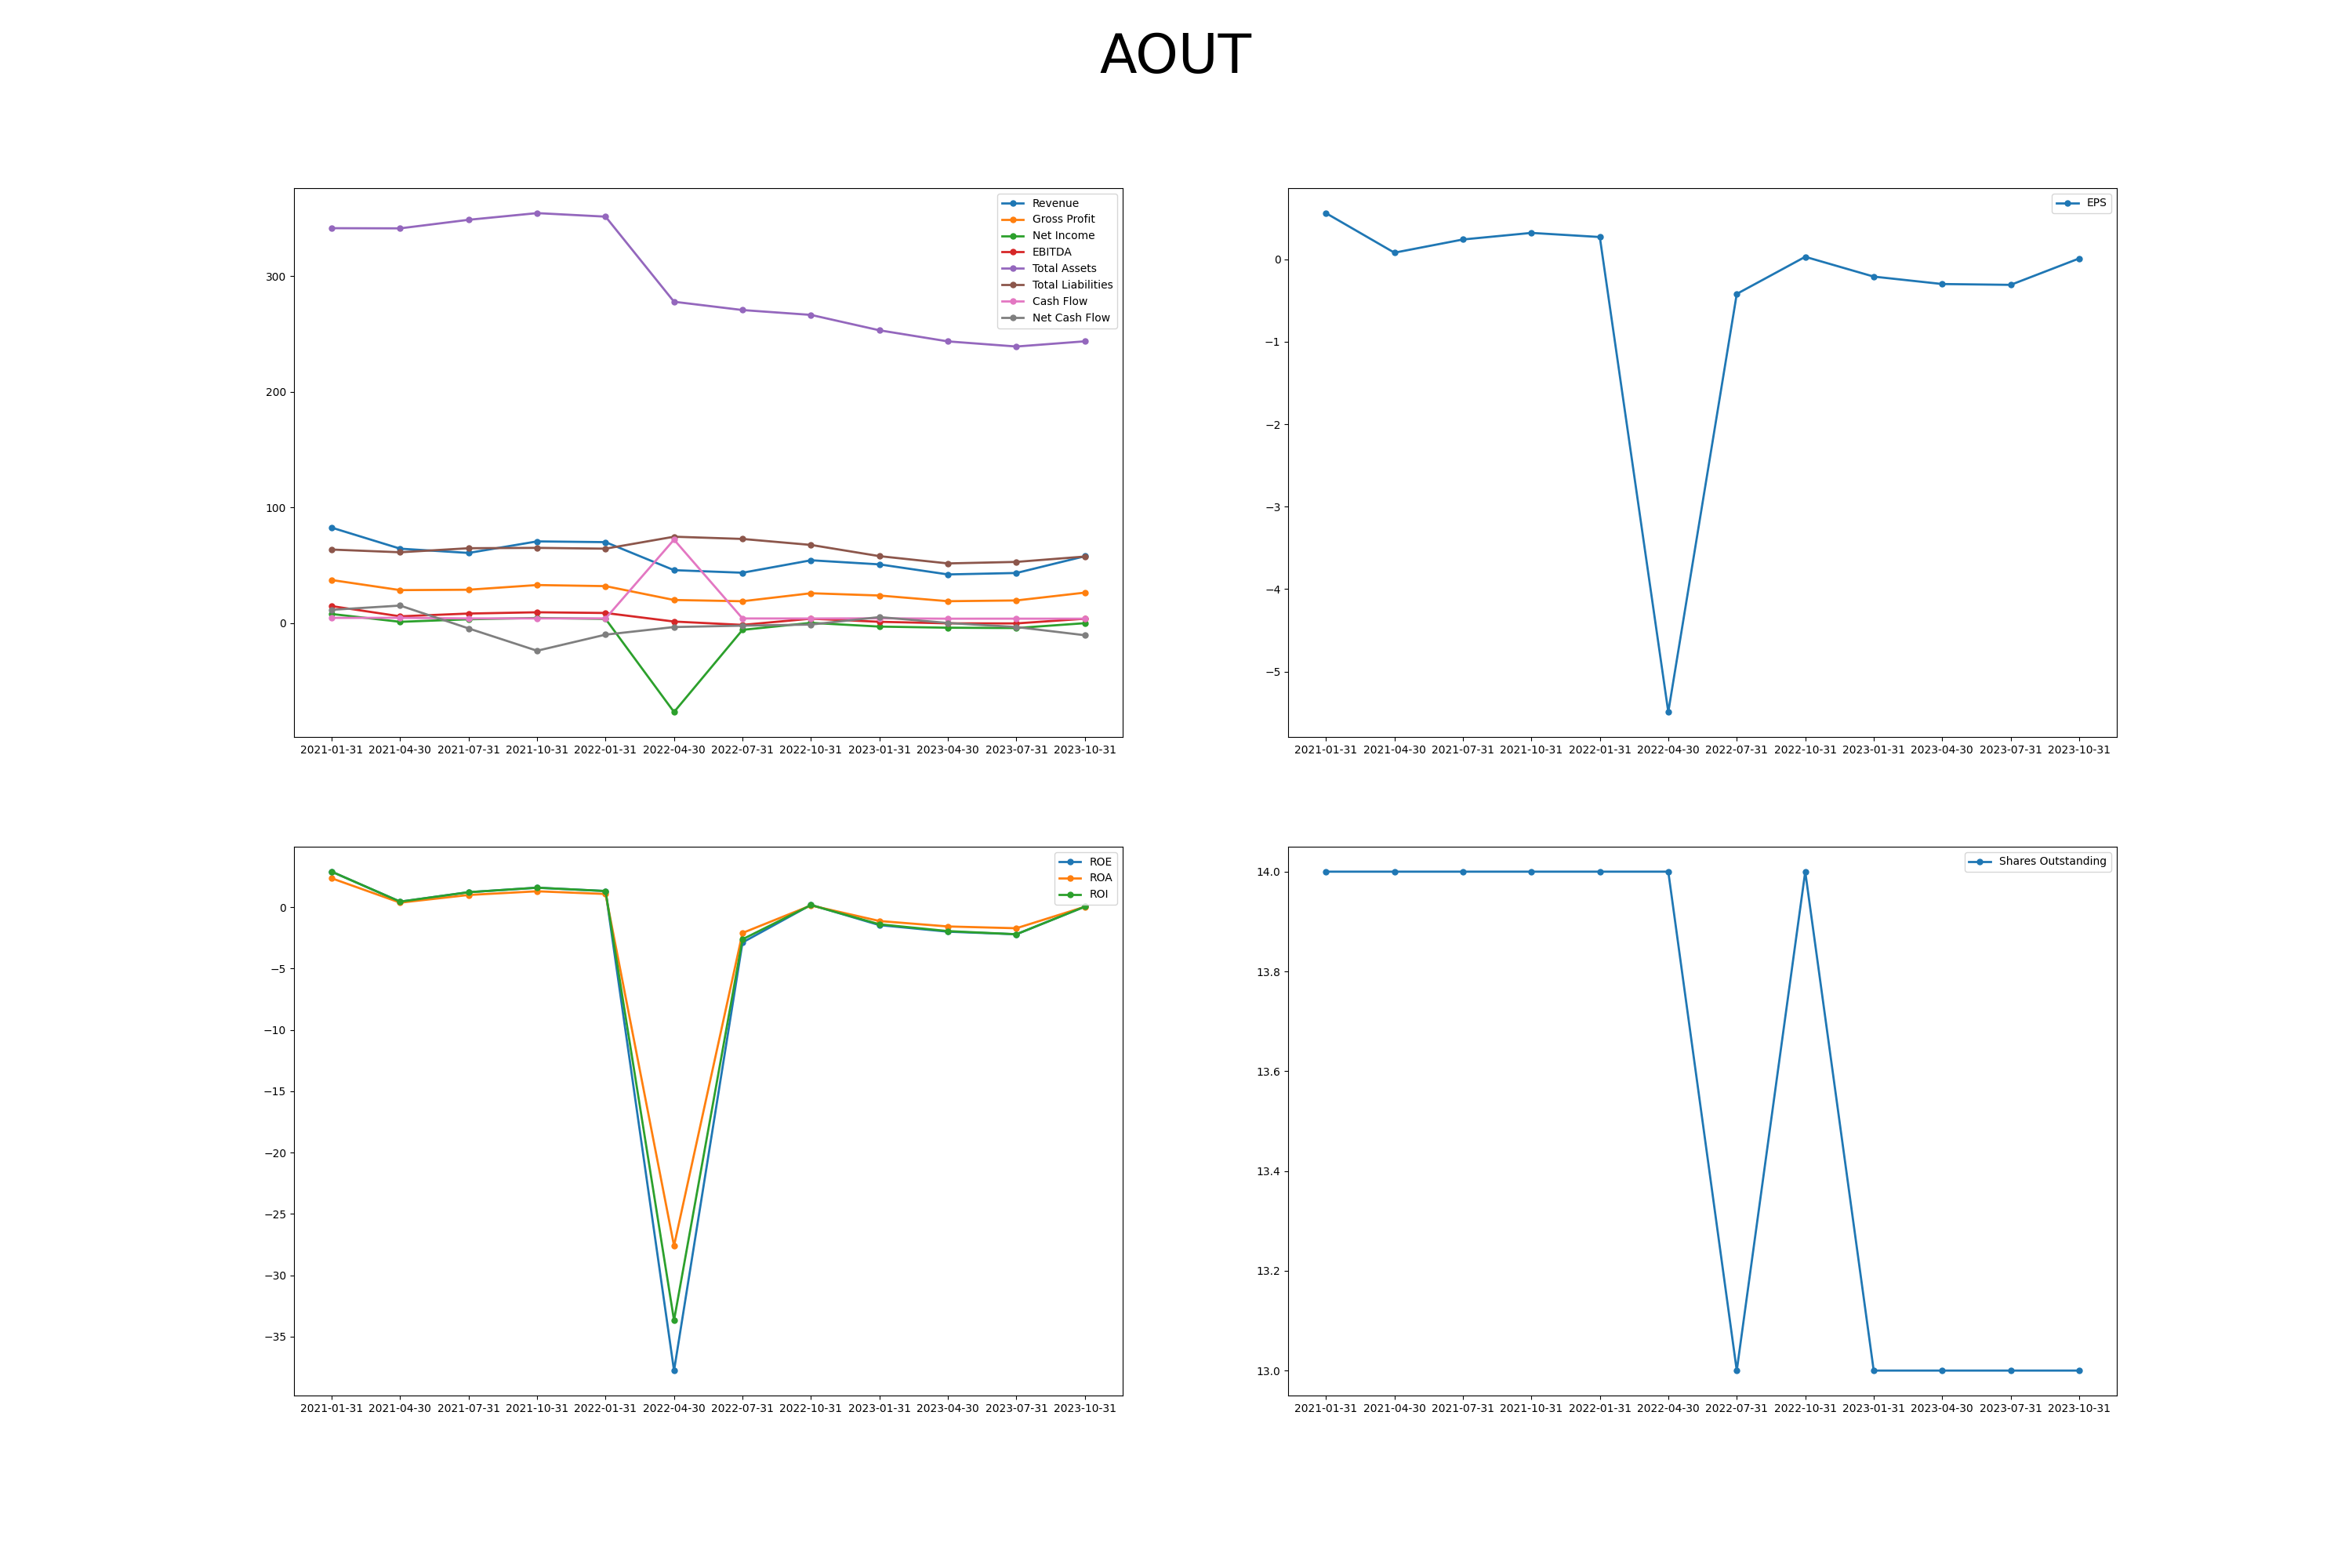 AOUT
Revenue
Gross Profit
Net Income
EBITDA
Total Assets
Total Liabilities
Cash Flow
Net Cash Flow
300
200
100
0
2021-01-31 2021-04-30 2021-07-31 2021-10-31 2022-01-31 2022-04-30 2022-07-31 2022-10-31 2023-01-31 2023-04-30 2023-07-31 2023-10-31
EPS
0
−1
−2
−3
−4
−5
2021-01-31 2021-04-30 2021-07-31 2021-10-31 2022-01-31 2022-04-30 2022-07-31 2022-10-31 2023-01-31 2023-04-30 2023-07-31 2023-10-31
ROE
ROA
ROI
0
−5
−10
−15
−20
−25
−30
−35
2021-01-31 2021-04-30 2021-07-31 2021-10-31 2022-01-31 2022-04-30 2022-07-31 2022-10-31 2023-01-31 2023-04-30 2023-07-31 2023-10-31
Shares Outstanding
14.0
13.8
13.6
13.4
13.2
13.0
2021-01-31 2021-04-30 2021-07-31 2021-10-31 2022-01-31 2022-04-30 2022-07-31 2022-10-31 2023-01-31 2023-04-30 2023-07-31 2023-10-31